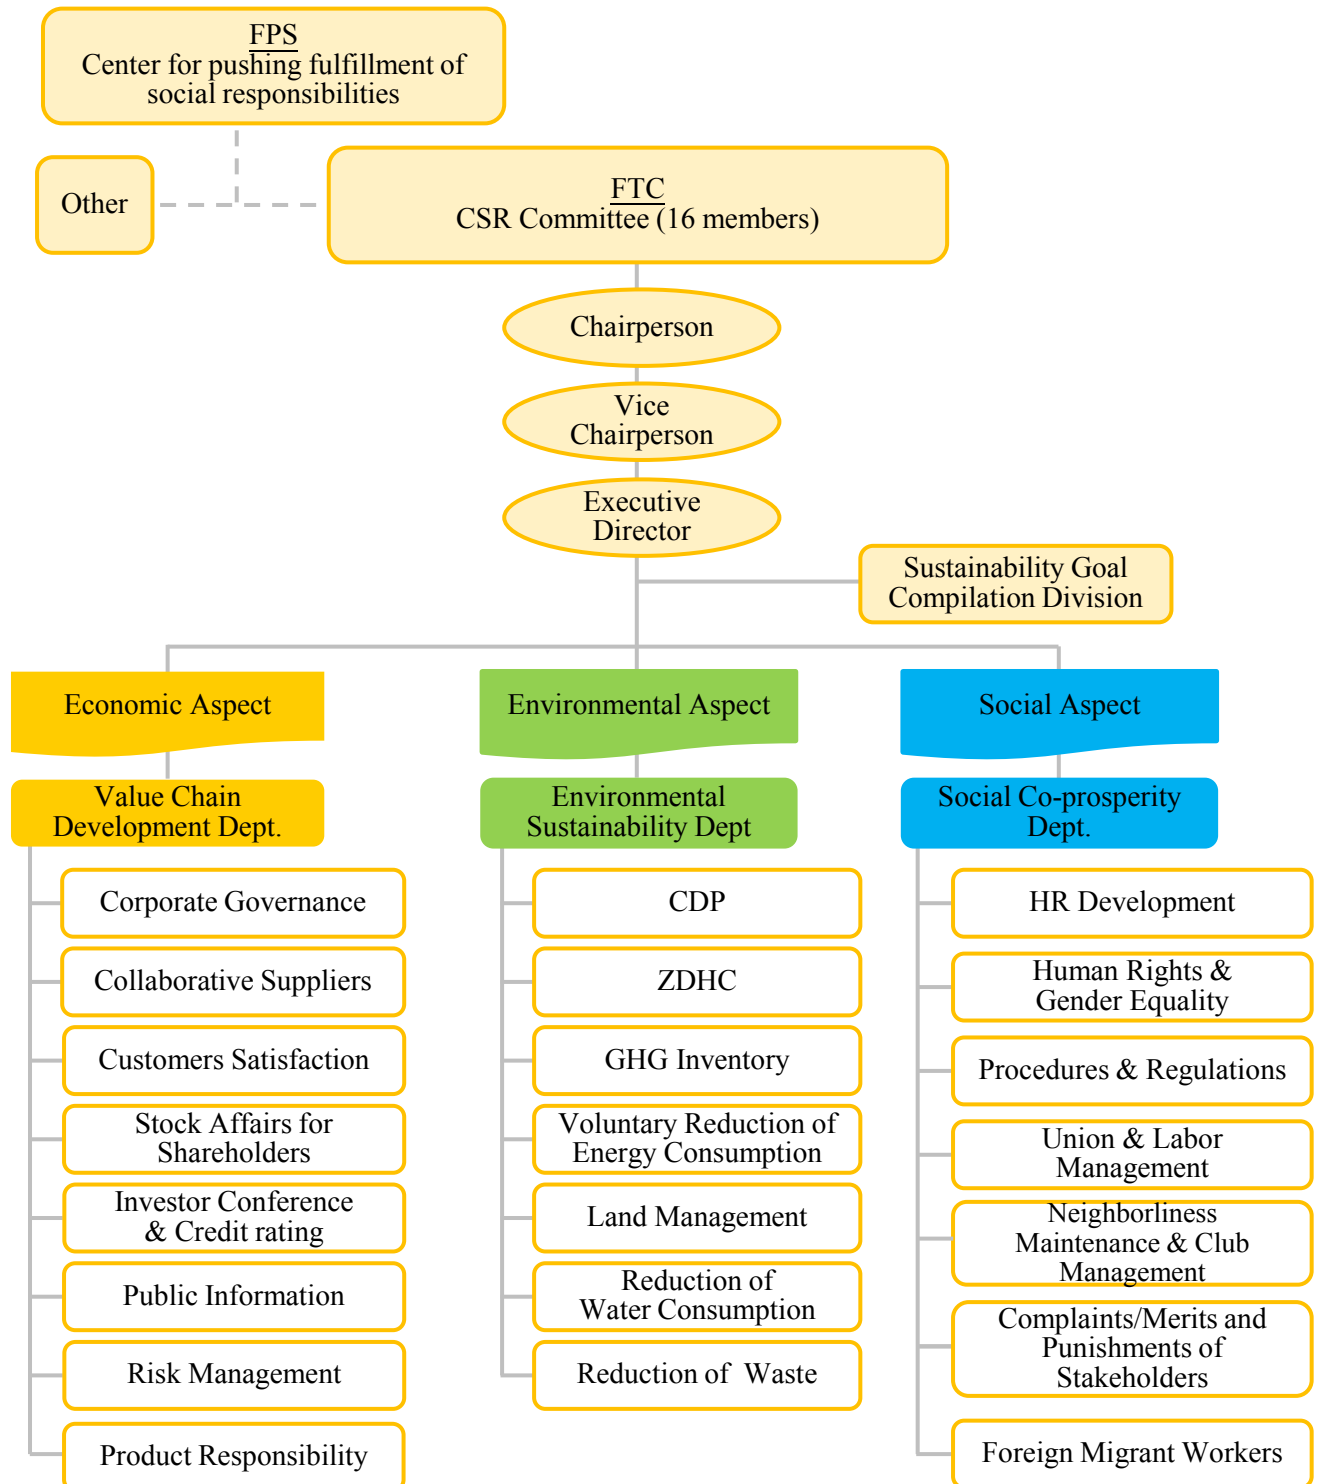 FPS
Center for pushing fulfillment of
social responsibilities
Other
FTC
CSR Committee (16 members)
Chairperson
Vice
Chairperson
Executive
Director
Sustainability Goal
Compilation Division
Economic Aspect
Value Chain
Development Dept.
Corporate Governance
Collaborative Suppliers
Customers Satisfaction
Stock Affairs for
Shareholders
Investor Conference
& Credit rating
Public Information
Risk Management
Product Responsibility
Environmental Aspect
Environmental
Sustainability Dept
CDP
ZDHC
GHG Inventory
Voluntary Reduction of
Energy Consumption
Land Management
Reduction of
Water Consumption
Reduction of  Waste
Social Aspect
Social Co-prosperity
Dept.
HR Development
Human Rights &
Gender Equality
Procedures & Regulations
Union & Labor
Management
Neighborliness
Maintenance & Club
Management
Complaints/Merits and
Punishments of
Stakeholders
Foreign Migrant Workers